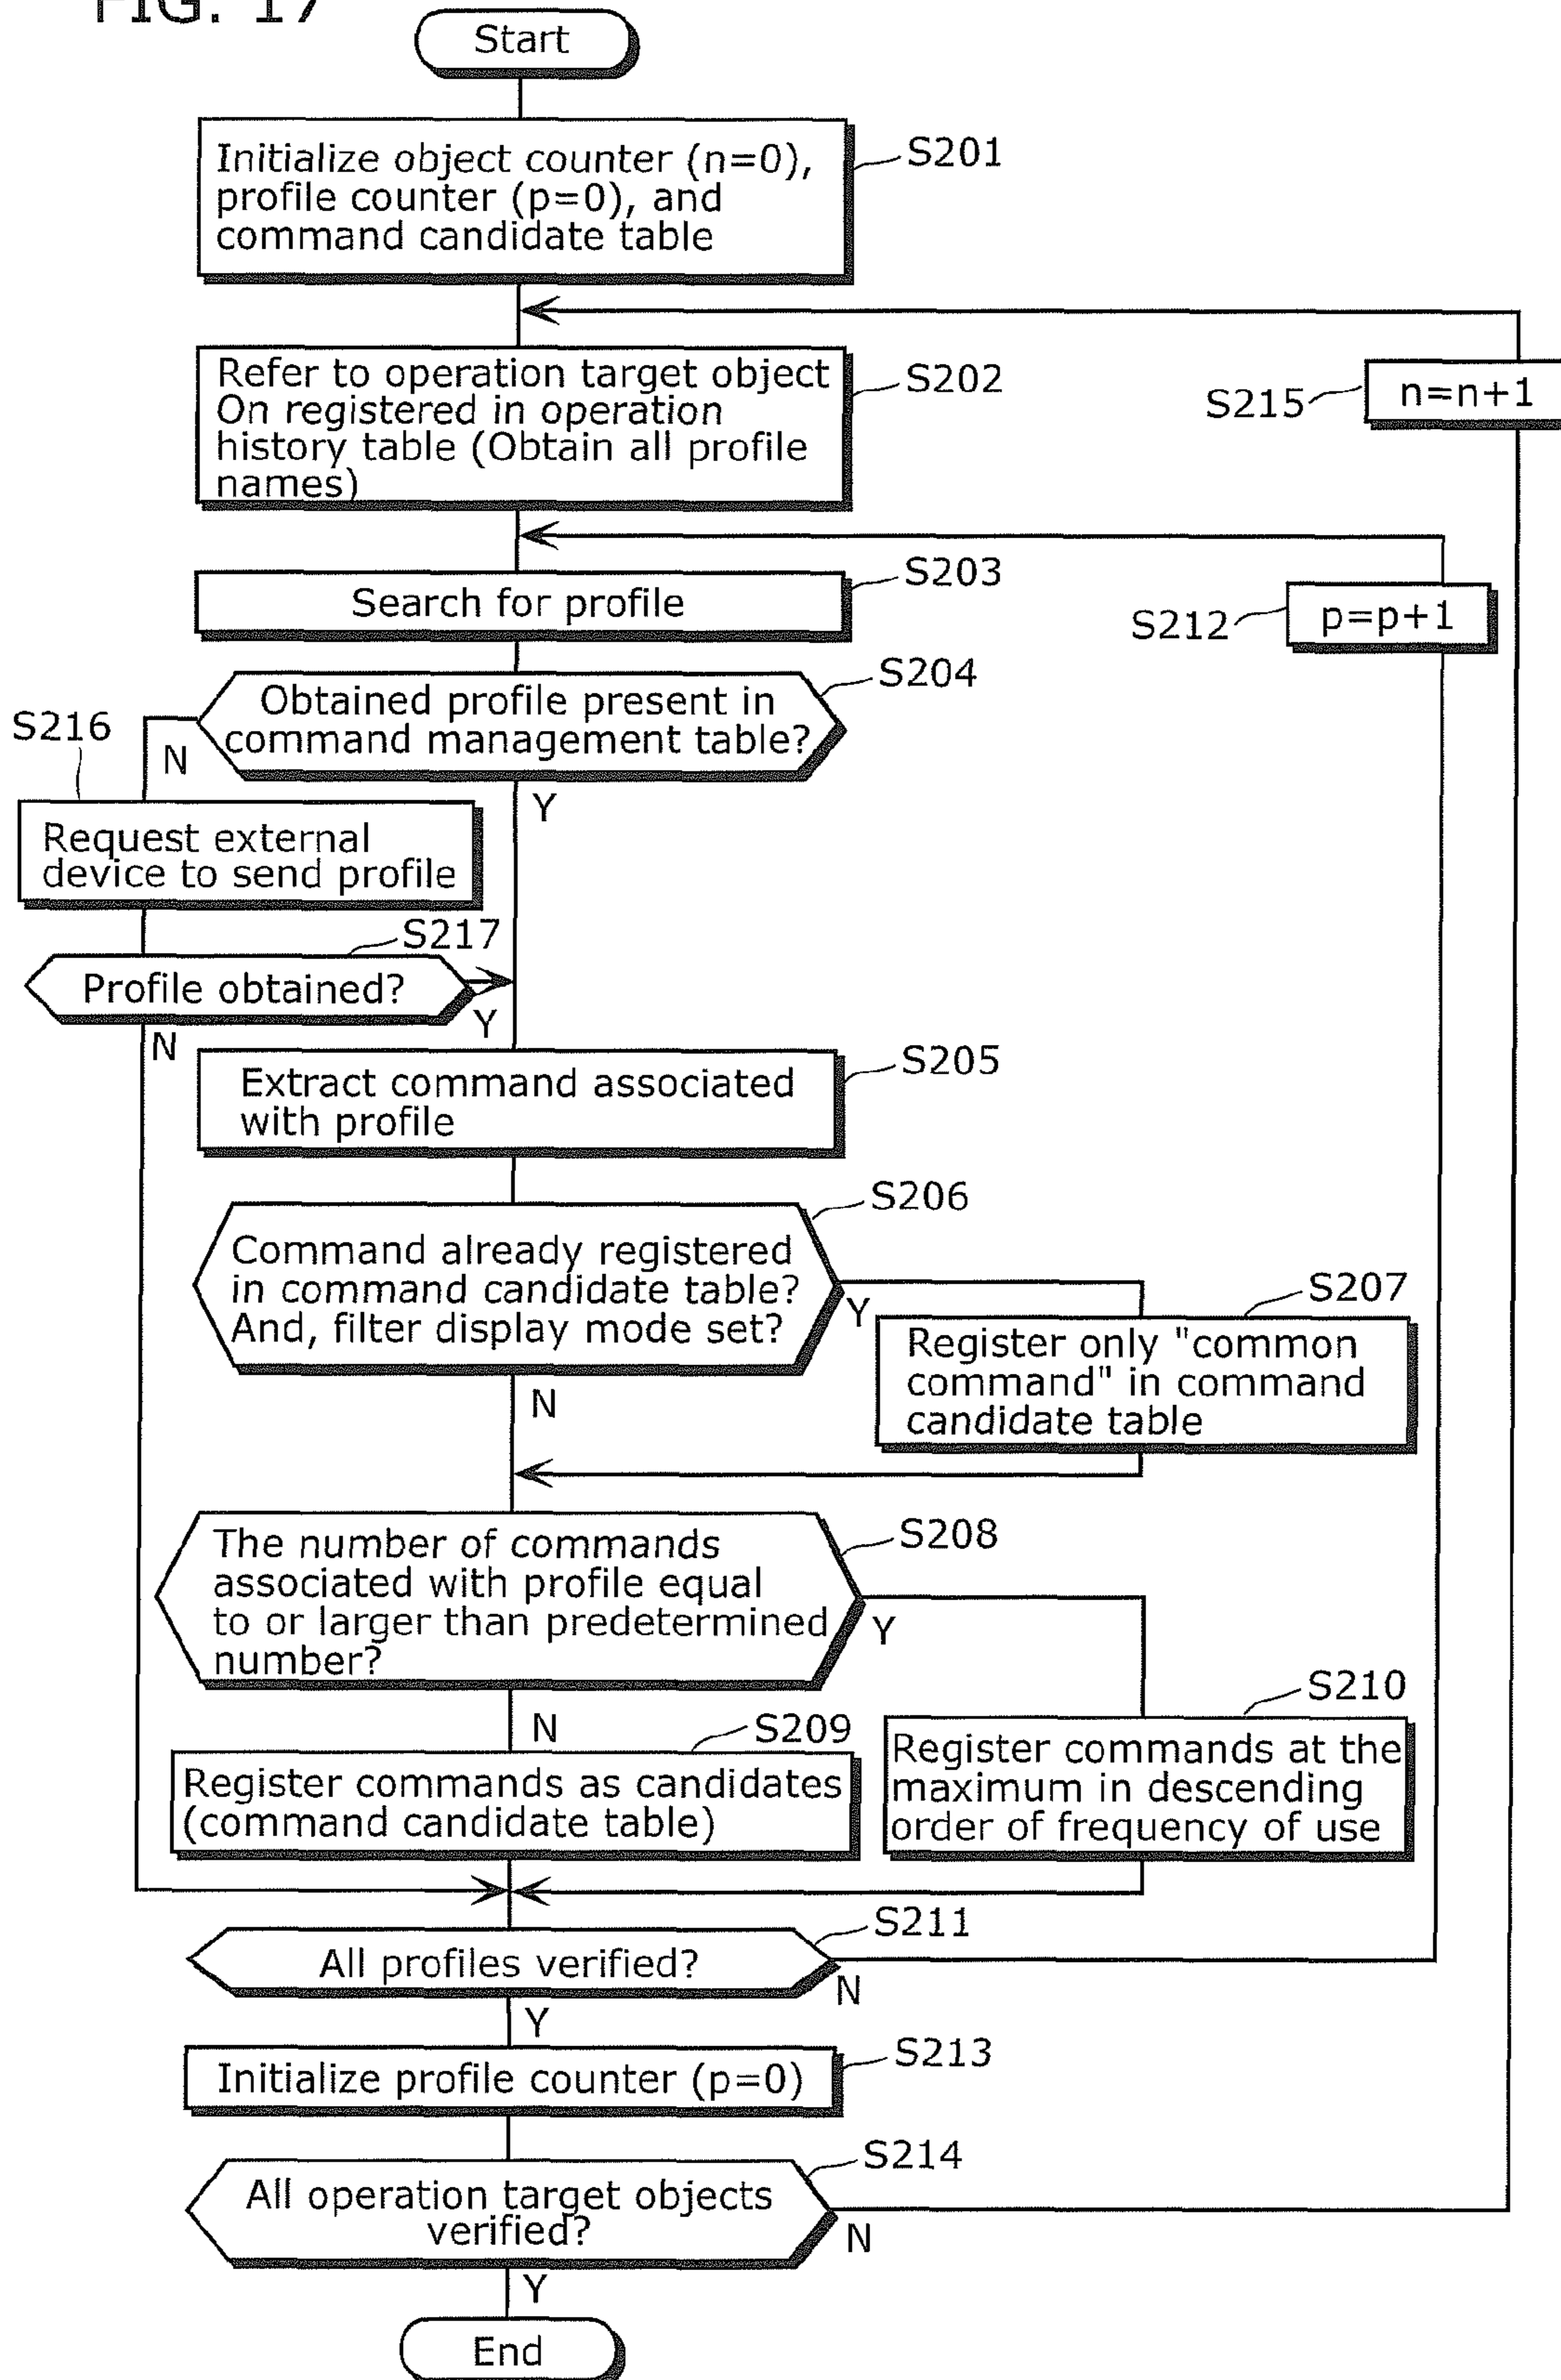 FIG. 17
Start
Initialize object counter (n=0),
profile counter (p=0), and
command candidate table
S201
Refer to operation target object
On registered in operation
history table (Obtain all profile
names)
S202
S215
n=n+1
Search for profile
S203
S212
p=p+1
Obtained profile present in
command management table?
S204
S216
N
Y
Request external
device to send profile
S217
Profile obtained?
Y
N
Extract command associated
with profile
S205
Command already registered
in command candidate table?
And, filter display mode set?
S206
Y
N
S207
Register only "common
command" in command
candidate table
The number of commands
associated with profile equal
to or larger than predetermined
number?
S208
Y
N
S209
Register commands as candidates
(command candidate table)
S210
Register commands at the
maximum in descending
order of frequency of use
All profiles verified?
S211
N
Y
Initialize profile counter (p=0)
S213
All operation target objects
verified?
S214
N
Y
End